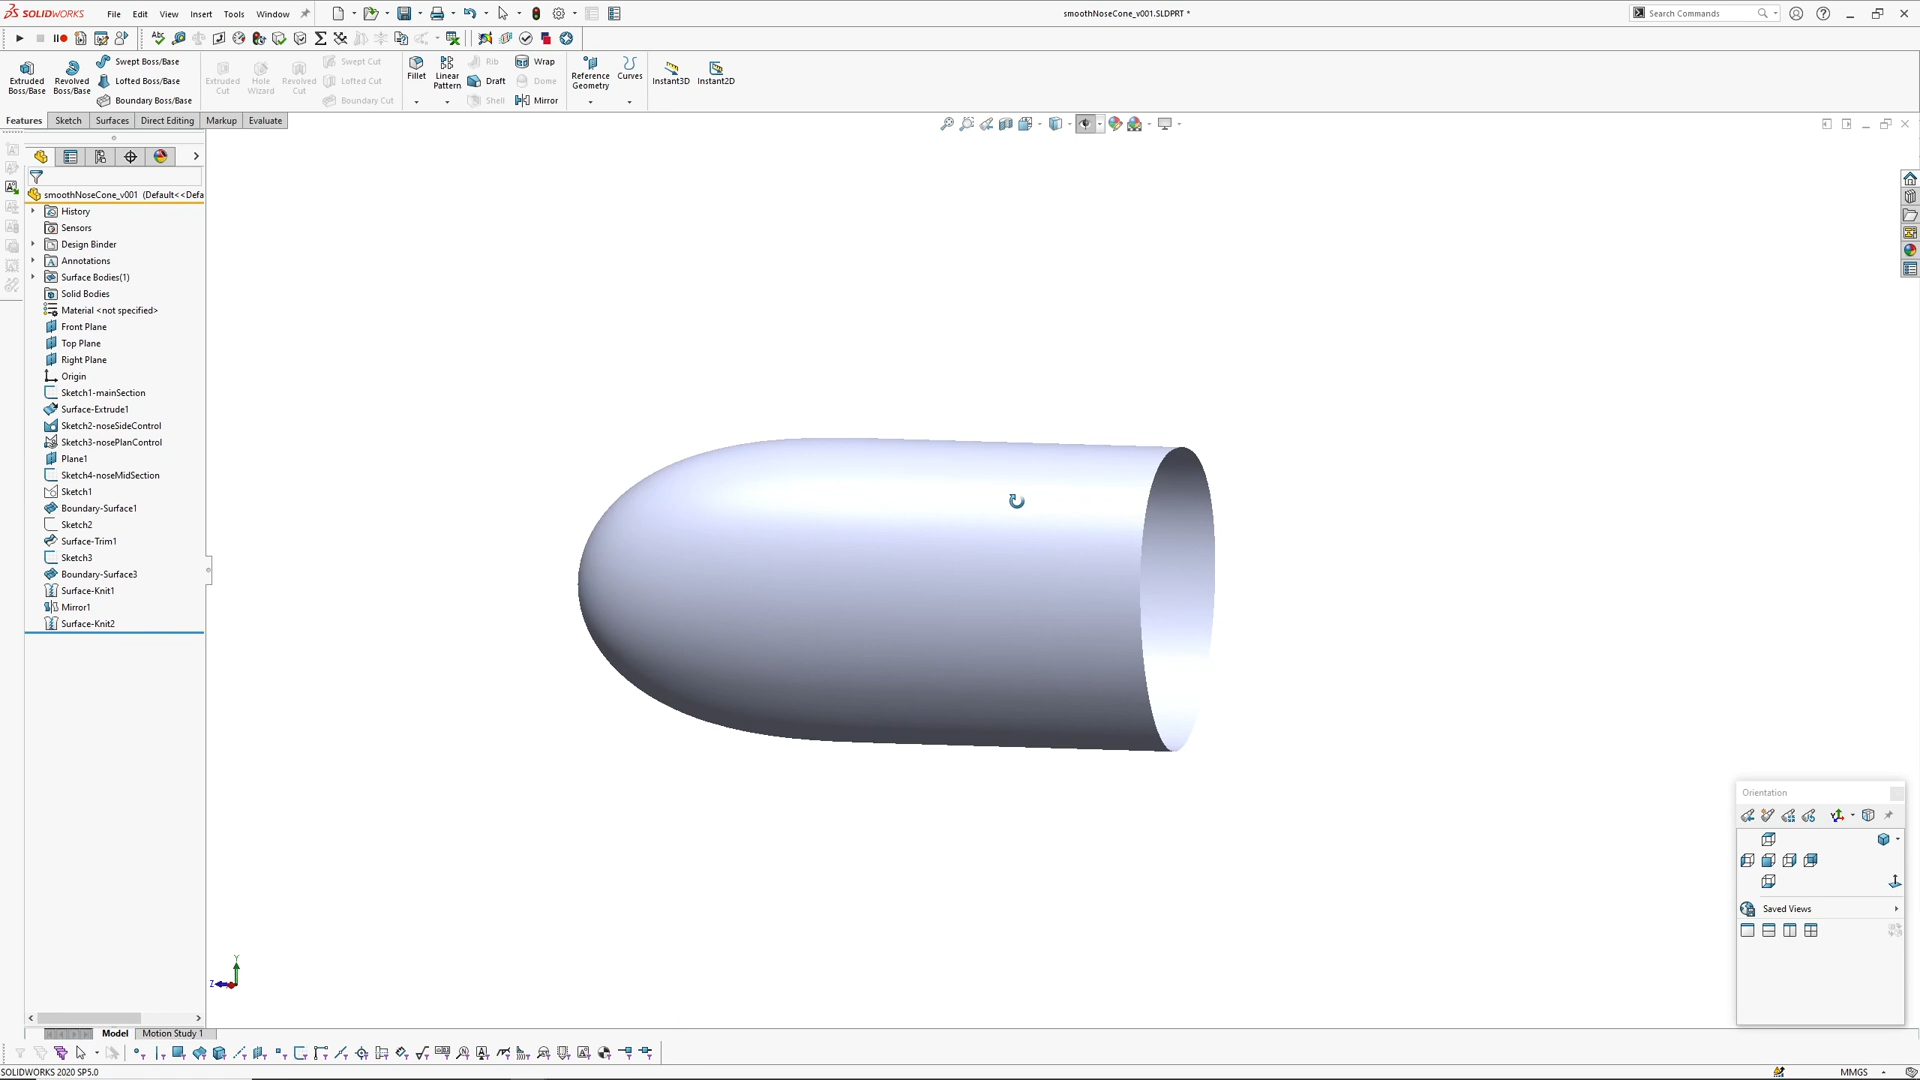 SOLIDWORKS File Edit View Insert Tools Window smoothNoseCone_v001.SLDPRT * Search Commands
Extruded Boss/Base
Revolved Boss/Base
Swept Boss/Base
Lofted Boss/Base
Boundary Boss/Base
Extruded Cut
Hole Wizard
Revolved Cut
Swept Cut
Lofted Cut
Boundary Cut
Fillet
Linear Pattern
Rib
Draft
Shell
Wrap
Dome
Mirror
Reference Geometry
Curves
Instant3D
Instant2D
Features Sketch Surfaces Direct Editing Markup Evaluate
smoothNoseCone_v001 (Default<<Defa
History
Sensors
Design Binder
Annotations
Surface Bodies(1)
Solid Bodies
Material <not specified>
Front Plane
Top Plane
Right Plane
Origin
Sketch1-mainSection
Surface-Extrude1
Sketch2-noseSideControl
Sketch3-nosePlanControl
Plane1
Sketch4-noseMidSection
Sketch1
Boundary-Surface1
Sketch2
Surface-Trim1
Sketch3
Boundary-Surface3
Surface-Knit1
Mirror1
Surface-Knit2
Orientation
Saved Views
Y
Z
Model Motion Study 1
SOLIDWORKS 2020 SP5.0 MMGS